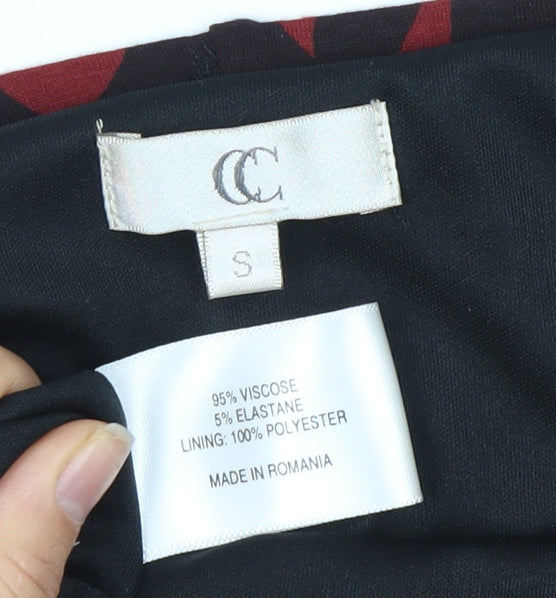 CC
S
95% VISCOSE
5% ELASTANE
LINING: 100% POLYESTER
MADE IN ROMANIA